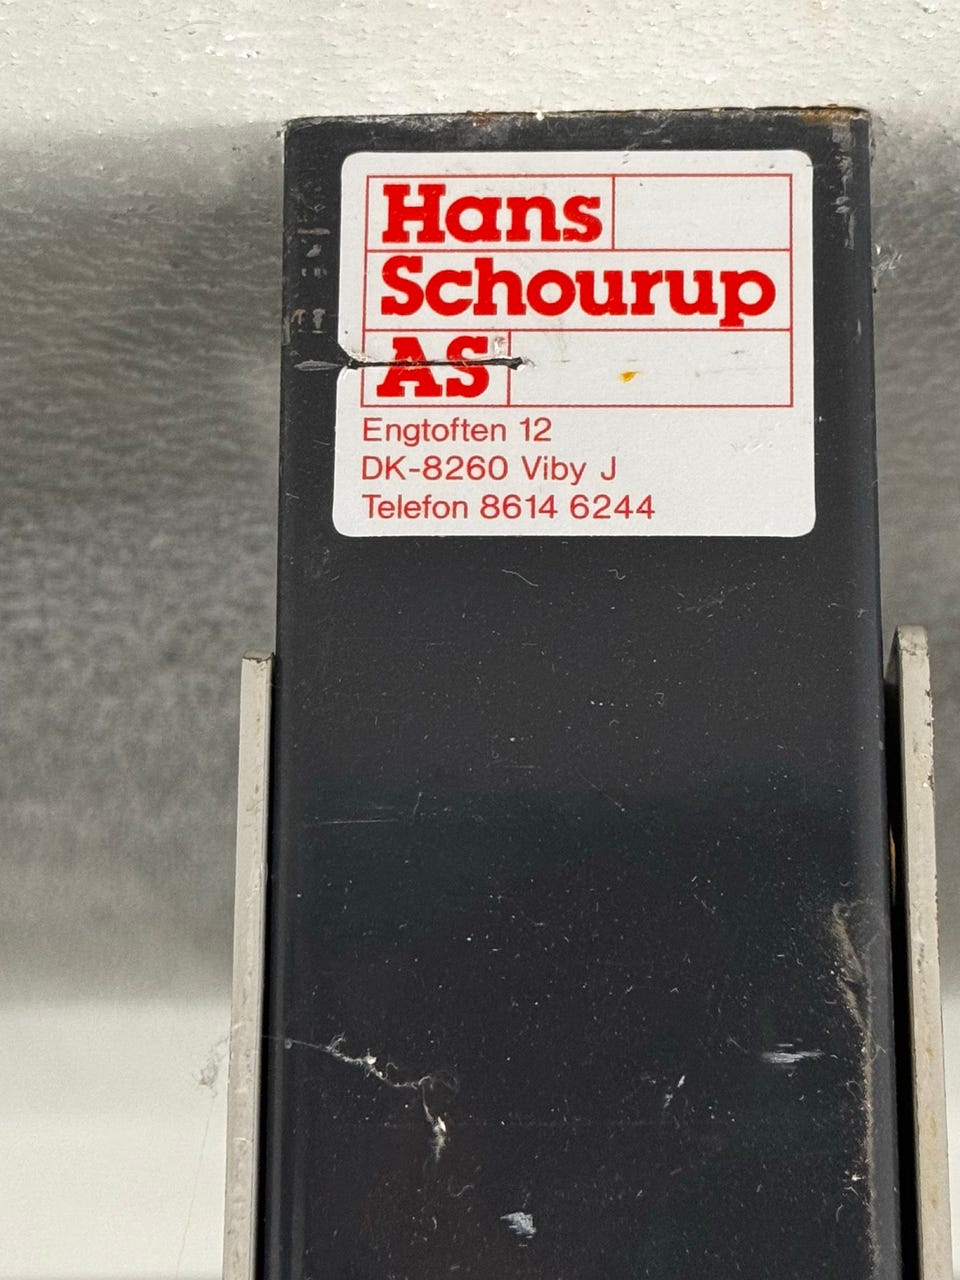 Hans
Schourup
AS
Engtoften 12
DK-8260 Viby J
Telefon 8614 6244